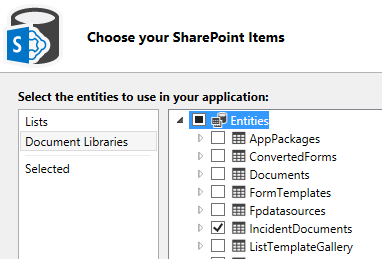 S
Choose your SharePoint Items
Select the entities to use in your application:
Lists
Document Libraries
Selected
Entities
AppPackages
ConvertedForms
Documents
FormTemplates
Fpdatasources
IncidentDocuments
ListTemplateGallery